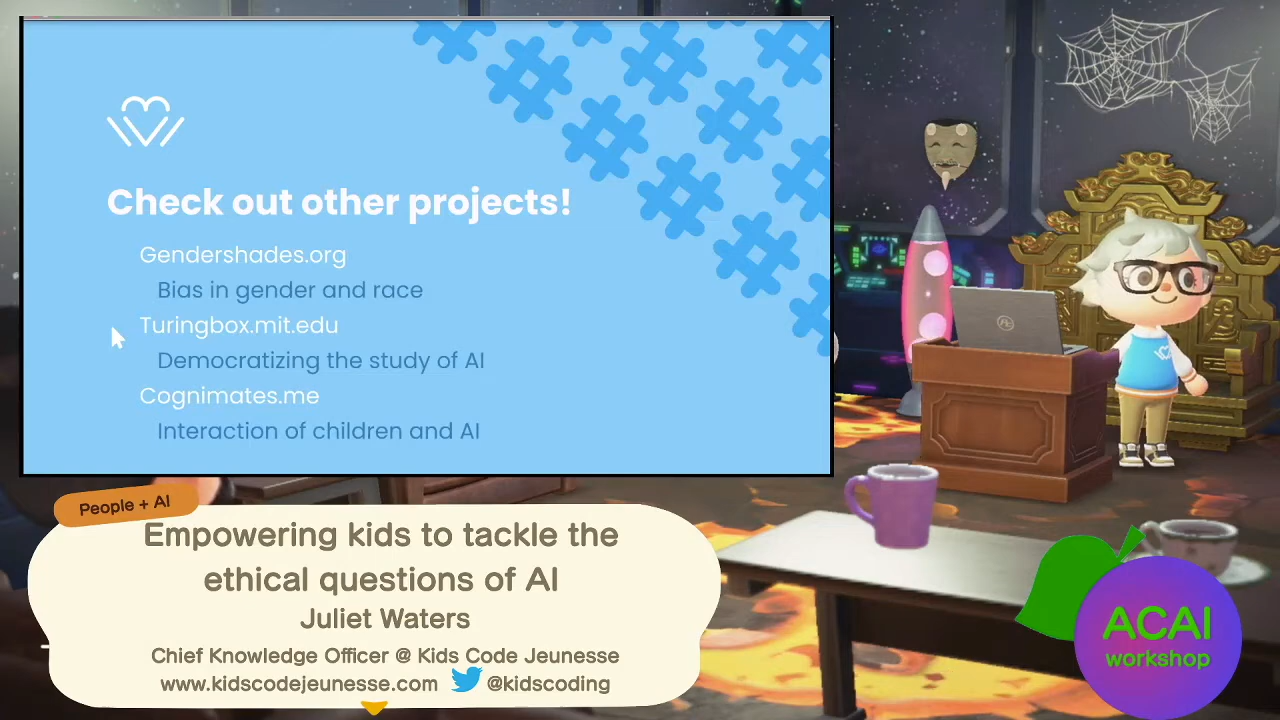 Check out other projects!
Gendershades.org
Bias in gender and race
Turingbox.mit.edu
Democratizing the study of AI
Cognimates.me
Interaction of children and AI
People + AI
Empowering kids to tackle the
ethical questions of AI
Juliet Waters
Chief Knowledge Officer @ Kids Code Jeunesse
www.kidscodejeunesse.com @kidscoding
ACAI
workshop